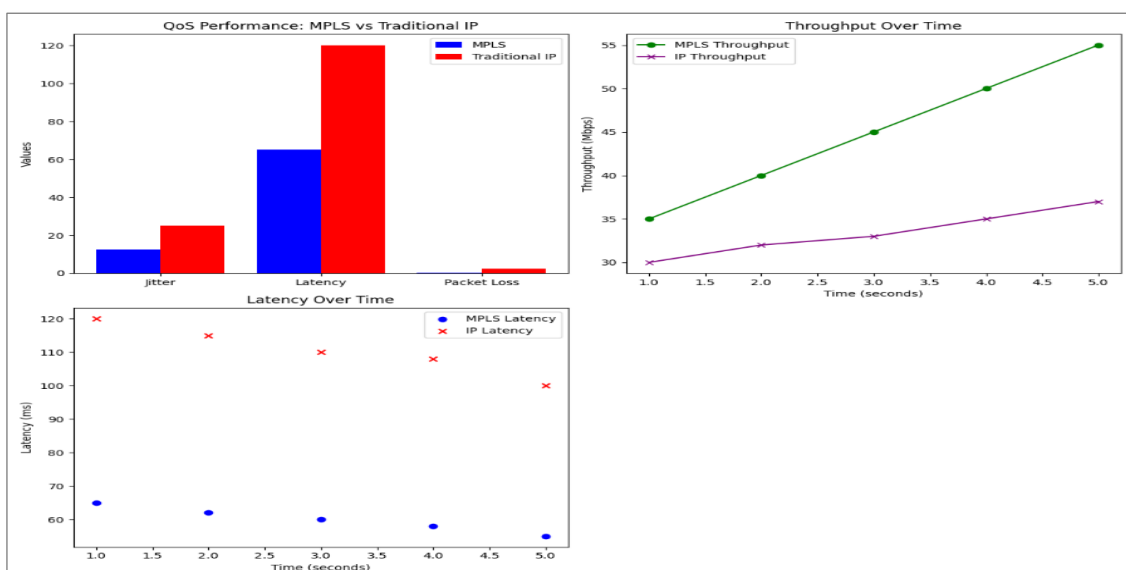 QoS Performance: MPLS vs Traditional IP
MPLS
Traditional IP
Values
120
100
80
60
40
20
0
Jitter Latency Packet Loss
Throughput Over Time
MPLS Throughput
IP Throughput
Throughput (Mbps)
55
50
45
40
35
30
1.0 1.5 2.0 2.5 3.0 3.5 4.0 4.5 5.0
Time (seconds)
Latency Over Time
MPLS Latency
IP Latency
Latency (ms)
120
110
100
90
80
70
60
1.0 1.5 2.0 2.5 3.0 3.5 4.0 4.5 5.0
Time (seconds)